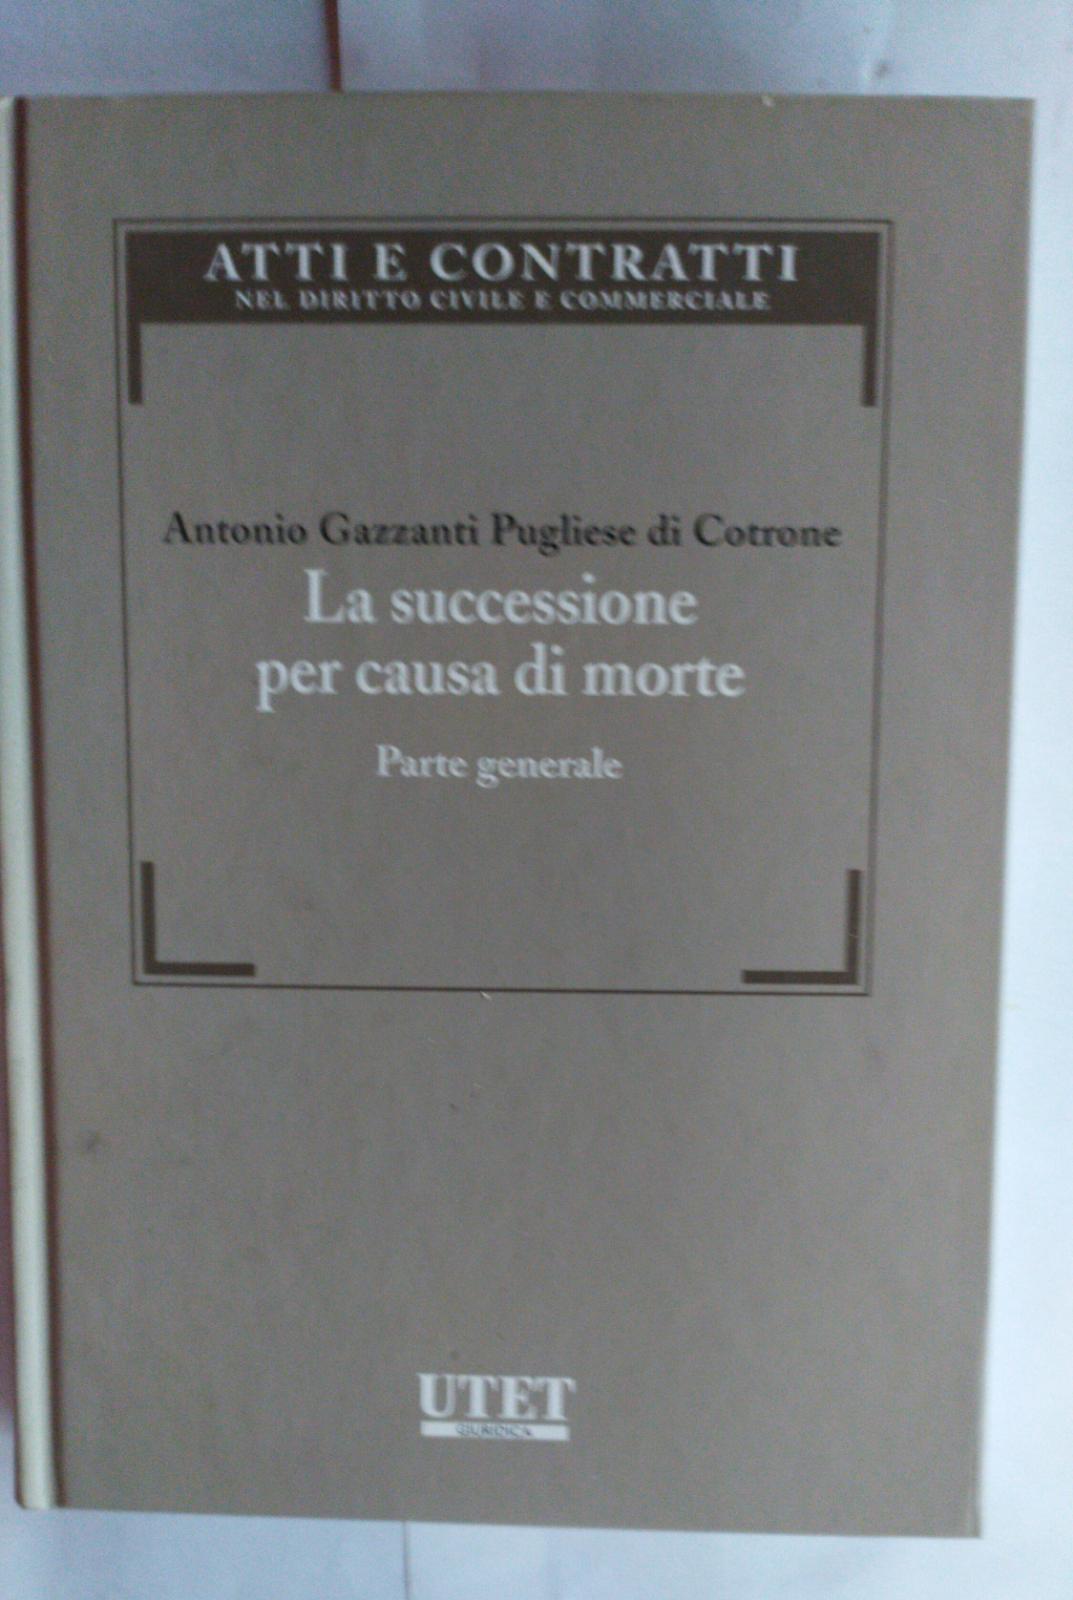 ATTI E CONTRATTI
NEL DIRITTO CIVILE E COMMERCIALE
Antonio Gazzanti Pugliese di Cotrone
La successione
per causa di morte
Parte generale
UTET
GIURIDICA